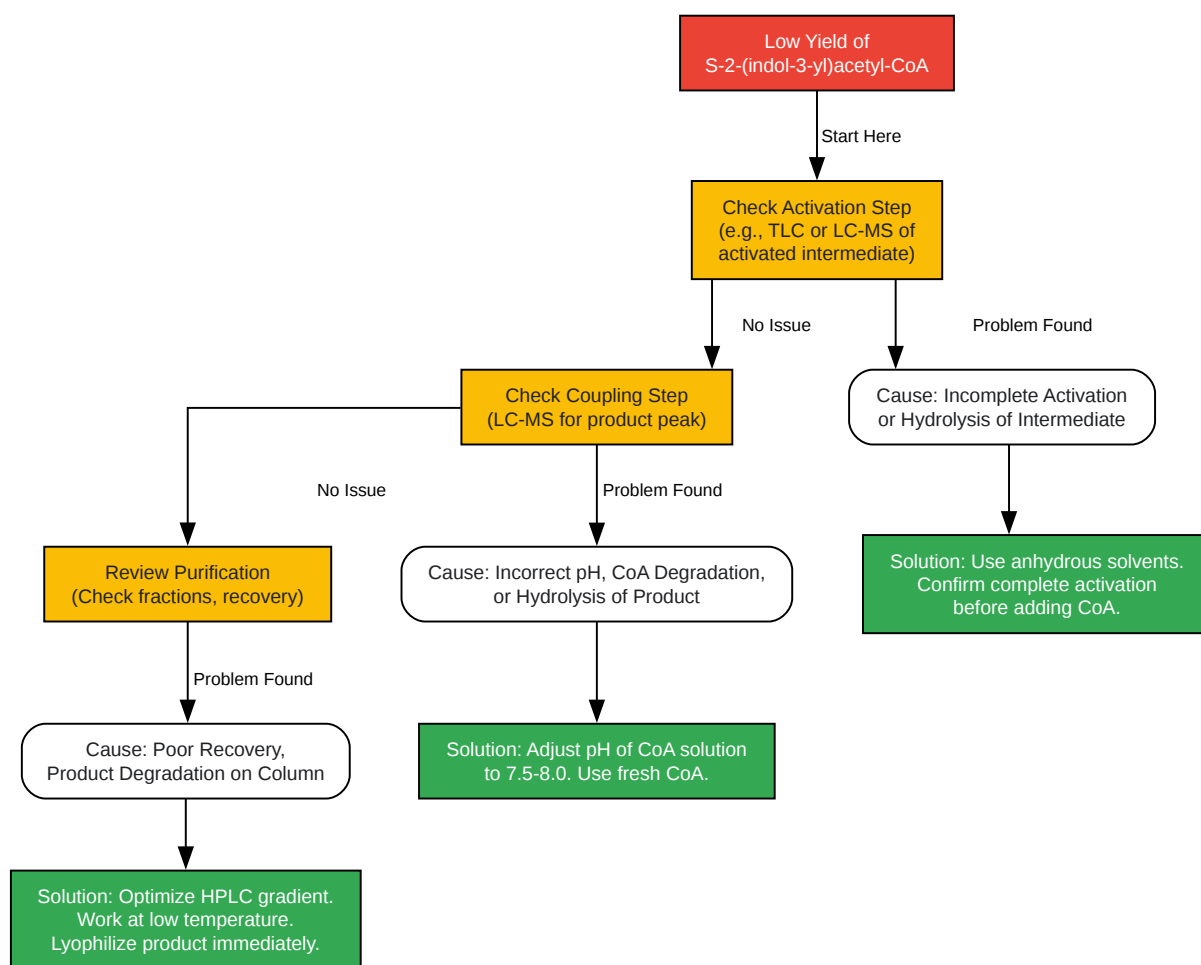 Low Yield of
S-2-(indol-3-yl)acetyl-CoA
Start Here
Check Activation Step
(e.g., TLC or LC-MS of
activated intermediate)
No Issue
Problem Found
Check Coupling Step
(LC-MS for product peak)
Cause: Incomplete Activation
or Hydrolysis of Intermediate
No Issue
Problem Found
Review Purification
(Check fractions, recovery)
Cause: Incorrect pH, CoA Degradation,
or Hydrolysis of Product
Solution: Use anhydrous solvents.
Confirm complete activation
before adding CoA.
Problem Found
Cause: Poor Recovery,
Product Degradation on Column
Solution: Adjust pH of CoA solution
to 7.5-8.0. Use fresh CoA.
Solution: Optimize HPLC gradient.
Work at low temperature.
Lyophilize product immediately.